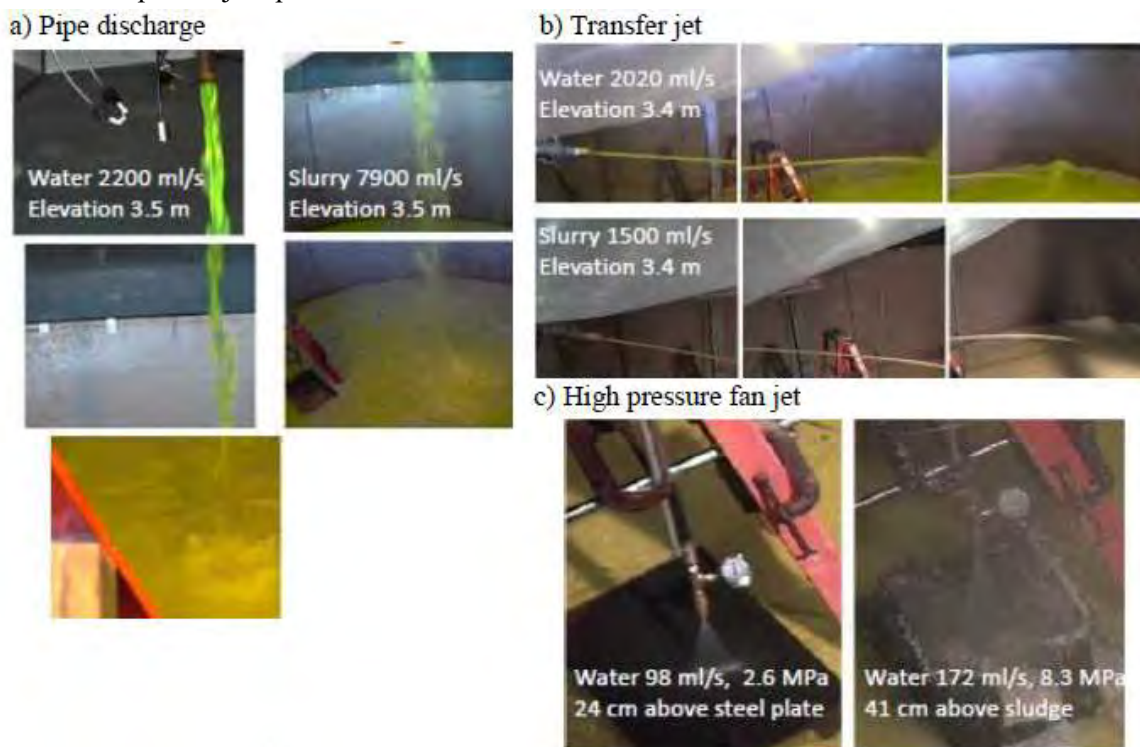 a) Pipe discharge
Water 2200 ml/s
Elevation 3.5 m
Slurry 7900 ml/s
Elevation 3.5 m
b) Transfer jet
Water 2020 ml/s
Elevation 3.4 m
Slurry 1500 ml/s
Elevation 3.4 m
c) High pressure fan jet
Water 98 ml/s, 2.6 MPa
24 cm above steel plate
Water 172 ml/s, 8.3 MPa
41 cm above sludge